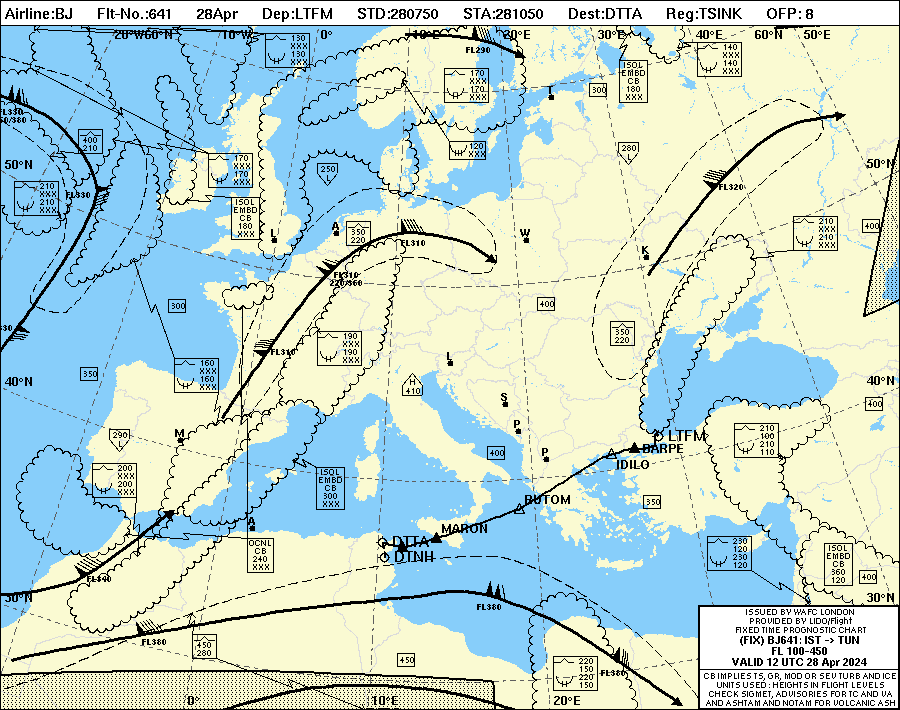 Airline:BJ Flt-No:641 28Apr Dep:LTFM STD:280750 STA:281050 Dest:DTTA Reg:TSINK OFP: 8
20°W60°N 10°W 0° 10°E 20°E 30°E 40°E 60°N 50°E
FL290
130
XXX
130
XXX
170
XXX
170
XXX
ISOL
EMBD
CB
180
XXX
140
XXX
140
XXX
300
T
FL330
400
210
120
XXX
280
L
50°N
50°N
170
XXX
170
XXX
250
L
FL330
FL320
210
XXX
210
XXX
ISOL
EMBD
CB
180
XXX
L
A
350
220
FL310
W
K
210
XXX
210
XXX
400
FL310
220/360
300
400
350
220
FL310
190
XXX
190
XXX
L
160
XXX
160
XXX
350
H
410
40°N
40°N
S
400
P
290
L
M
LTFM
BARPE
IDILO
210
100
210
110
400
P
200
XXX
200
XXX
ISOL
EMBD
CB
300
XXX
RUTOM
350
A
MARON
DTTA
DTNH
OCNL
CB
240
XXX
230
120
230
120
ISOL
EMBD
CB
360
120
400
FL340
30°N
30°N
FL380
FL380
450
280
450
220
150
220
150
FL380
0° 10°E 20°E
ISSUED BY WAFC LONDON
PROVIDED BY LIDO/Flight
FIXED TIME PROGNOSTIC CHART
(FIX) BJ641: IST -> TUN
FL 100-450
VALID 12 UTC 28 Apr 2024
CB IMPLIES TS, GR, MOD OR SEV TURB AND ICE
UNITS USED: HEIGHTS IN FLIGHT LEVELS
CHECK SIGMET, ADVISORIES FOR TC AND VA
AND ASHTAM AND NOTAM FOR VOLCANIC ASH